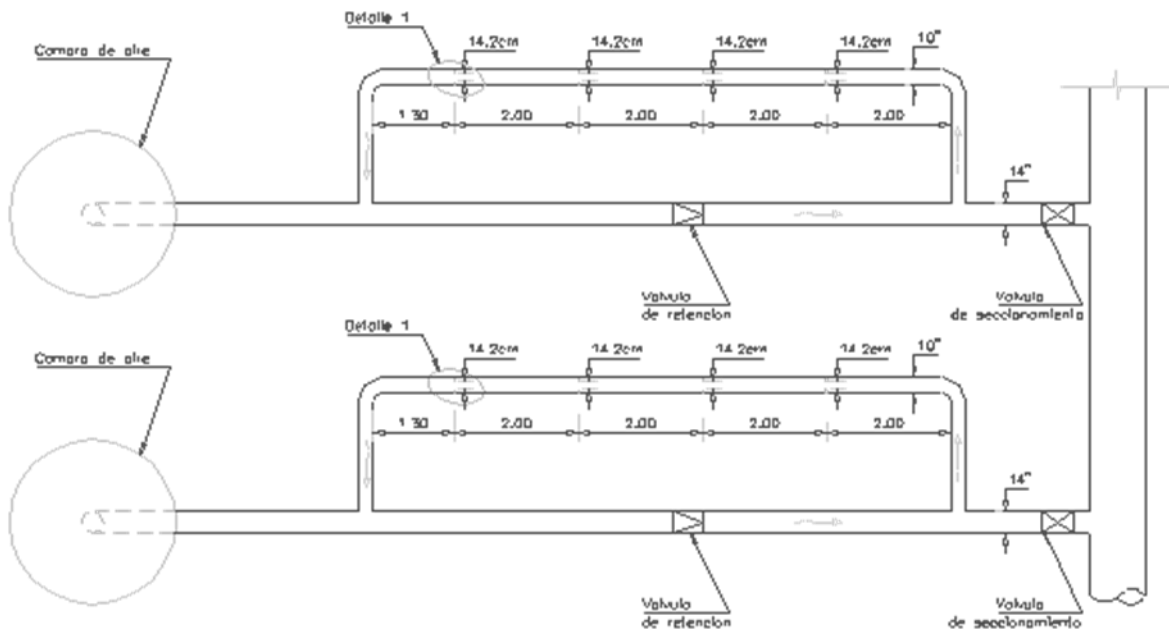 Detalle 1
Camara de aire
14.2cm 14.2cm 14.2cm 14.2cm 10"
1.30 2.00 2.00 2.00 2.00
14"
Valvula
de retencion
Valvula
de seccionamiento
Detalle 1
Camara de aire
14.2cm 14.2cm 14.2cm 14.2cm 10"
1.30 2.00 2.00 2.00 2.00
14"
Valvula
de retencion
Valvula
de seccionamiento